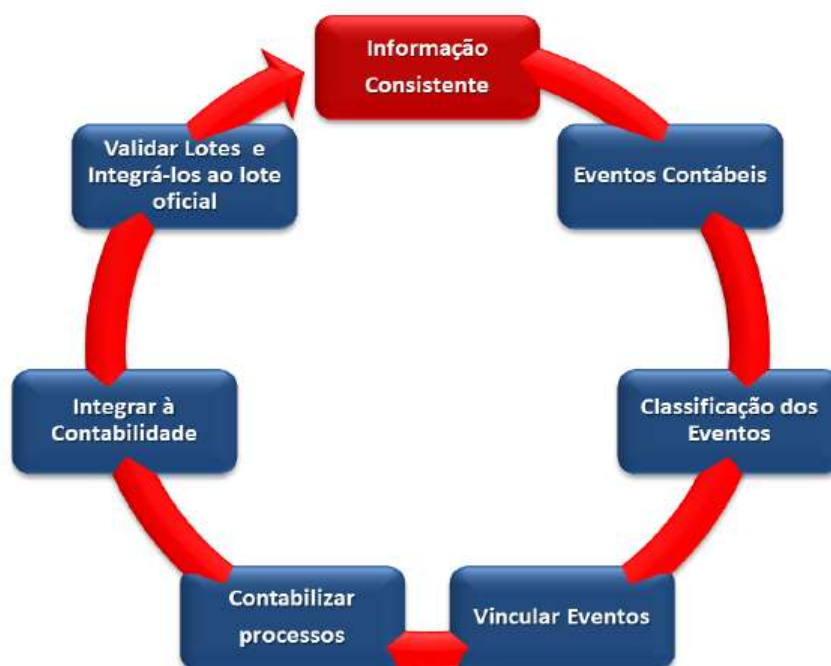 Informação
Consistente
Eventos Contábeis
Classificação dos
Eventos
Vincular Eventos
Contabilizar
processos
Integrar à
Contabilidade
Validar Lotes e
Integrá-los ao lote
oficial